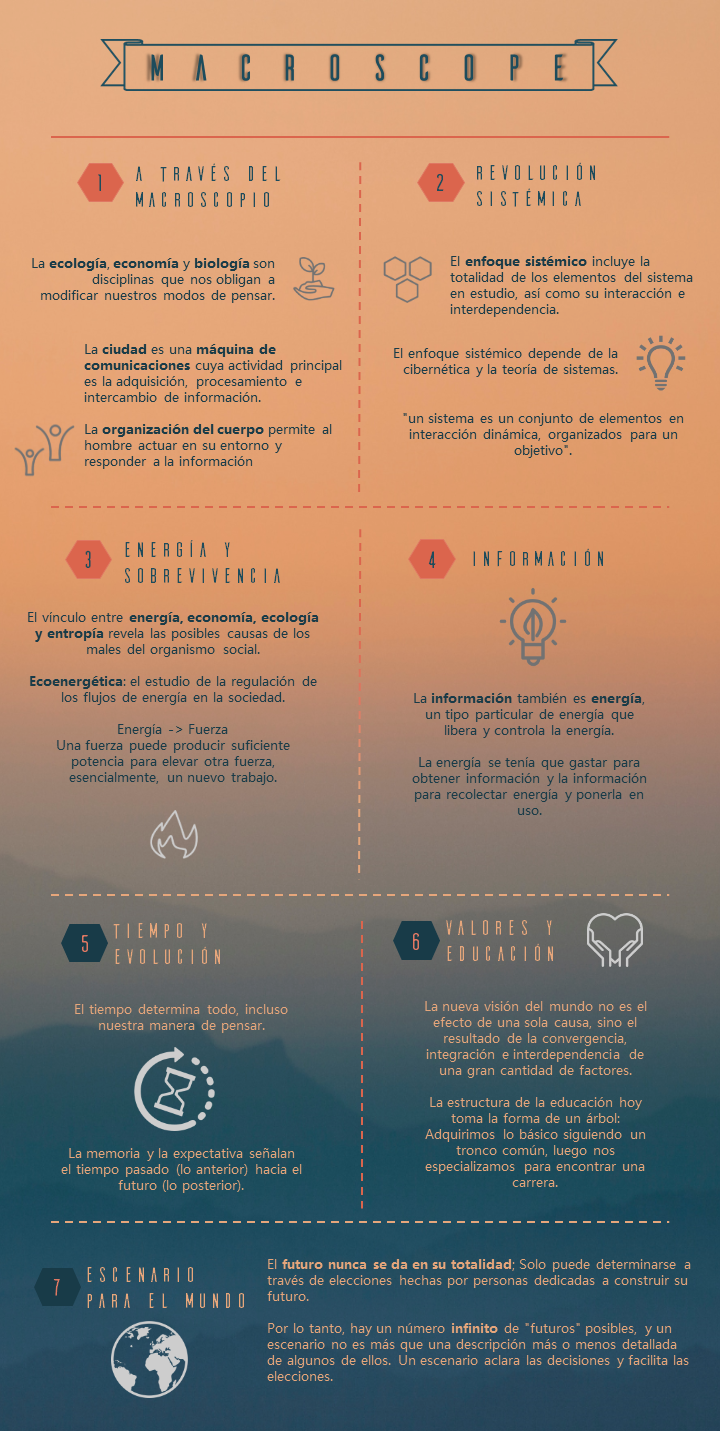 MACROSCOPE
1
A TRAVÉS DEL
MACROSCOPIO
La ecología, economía y biología son
disciplinas que nos obligan a
modificar nuestros modos de pensar.
La ciudad es una máquina de
comunicaciones cuya actividad principal
es la adquisición, procesamiento e
intercambio de información.
La organización del cuerpo permite al
hombre actuar en su entorno y
responder a la información
2
REVOLUCIÓN
SISTÉMICA
El enfoque sistémico incluye la
totalidad de los elementos del sistema
en estudio, así como su interacción e
interdependencia.
El enfoque sistémico depende de la
cibernética y la teoría de sistemas.
"un sistema es un conjunto de elementos en
interacción dinámica, organizados para un
objetivo".
3
ENERGÍA Y
SOBREVIVENCIA
El vínculo entre energía, economía, ecología
y entropía revela las posibles causas de los
males del organismo social.
Ecoenergética: el estudio de la regulación de
los flujos de energía en la sociedad.
Energía -> Fuerza
Una fuerza puede producir suficiente
potencia para elevar otra fuerza,
esencialmente, un nuevo trabajo.
4
INFORMACIÓN
La información también es energía,
un tipo particular de energía que
libera y controla la energía.
La energía se tenía que gastar para
obtener información y la información
para recolectar energía y ponerla en
uso.
5
TIEMPO Y
EVOLUCIÓN
El tiempo determina todo, incluso
nuestra manera de pensar.
La memoria y la expectativa señalan
el tiempo pasado (lo anterior) hacia el
futuro (lo posterior).
6
VALORES Y
EDUCACIÓN
La nueva visión del mundo no es el
efecto de una sola causa, sino el
resultado de la convergencia,
integración e interdependencia de
una gran cantidad de factores.
La estructura de la educación hoy
toma la forma de un árbol:
Adquirimos lo básico siguiendo un
tronco común, luego nos
especializamos para encontrar una
carrera.
7
ESCENARIO
PARA EL MUNDO
El futuro nunca se da en su totalidad; Solo puede determinarse a
través de elecciones hechas por personas dedicadas a construir su
futuro.
Por lo tanto, hay un número infinito de "futuros" posibles, y un
escenario no es más que una descripción más o menos detallada
de algunos de ellos. Un escenario aclara las decisiones y facilita las
elecciones.